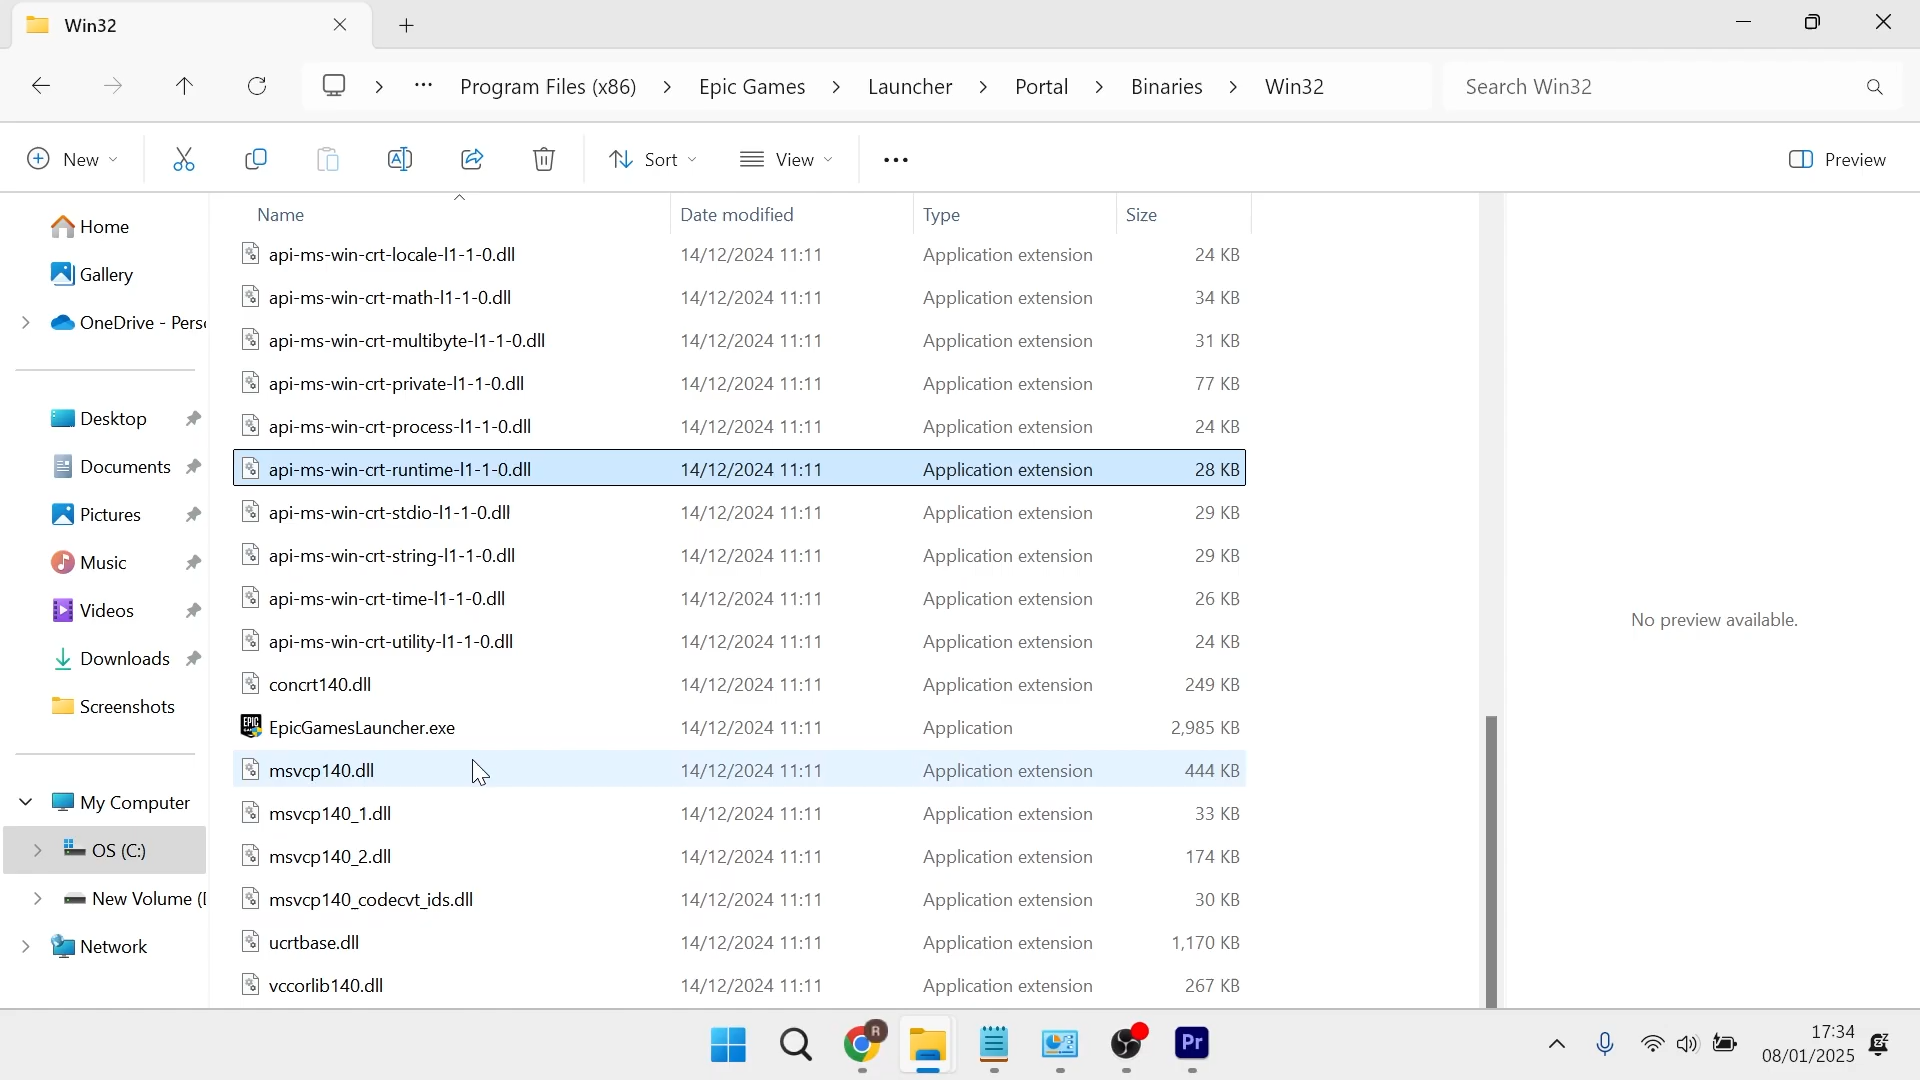 Win32
Program Files (x86) Epic Games Launcher Portal Binaries Win32 Search Win32
New Sort View Preview
Home
Gallery
OneDrive - Pers
Desktop
Documents
Pictures
Music
Videos
Downloads
Screenshots
My Computer
OS (C:)
New Volume (
Network
Name Date modified Type Size
api-ms-win-crt-locale-l1-1-0.dll 14/12/2024 11:11 Application extension 24 KB
api-ms-win-crt-math-l1-1-0.dll 14/12/2024 11:11 Application extension 34 KB
api-ms-win-crt-multibyte-l1-1-0.dll 14/12/2024 11:11 Application extension 31 KB
api-ms-win-crt-private-l1-1-0.dll 14/12/2024 11:11 Application extension 77 KB
api-ms-win-crt-process-l1-1-0.dll 14/12/2024 11:11 Application extension 24 KB
api-ms-win-crt-runtime-l1-1-0.dll 14/12/2024 11:11 Application extension 28 KB
api-ms-win-crt-stdio-l1-1-0.dll 14/12/2024 11:11 Application extension 29 KB
api-ms-win-crt-string-l1-1-0.dll 14/12/2024 11:11 Application extension 29 KB
api-ms-win-crt-time-l1-1-0.dll 14/12/2024 11:11 Application extension 26 KB
api-ms-win-crt-utility-l1-1-0.dll 14/12/2024 11:11 Application extension 24 KB
concrt140.dll 14/12/2024 11:11 Application extension 249 KB
EpicGamesLauncher.exe 14/12/2024 11:11 Application 2,985 KB
msvcp140.dll 14/12/2024 11:11 Application extension 444 KB
msvcp140_1.dll 14/12/2024 11:11 Application extension 33 KB
msvcp140_2.dll 14/12/2024 11:11 Application extension 174 KB
msvcp140_codecvt_ids.dll 14/12/2024 11:11 Application extension 30 KB
ucrtbase.dll 14/12/2024 11:11 Application extension 1,170 KB
vccorlib140.dll 14/12/2024 11:11 Application extension 267 KB
No preview available.
R
Pr
17:34
08/01/2025